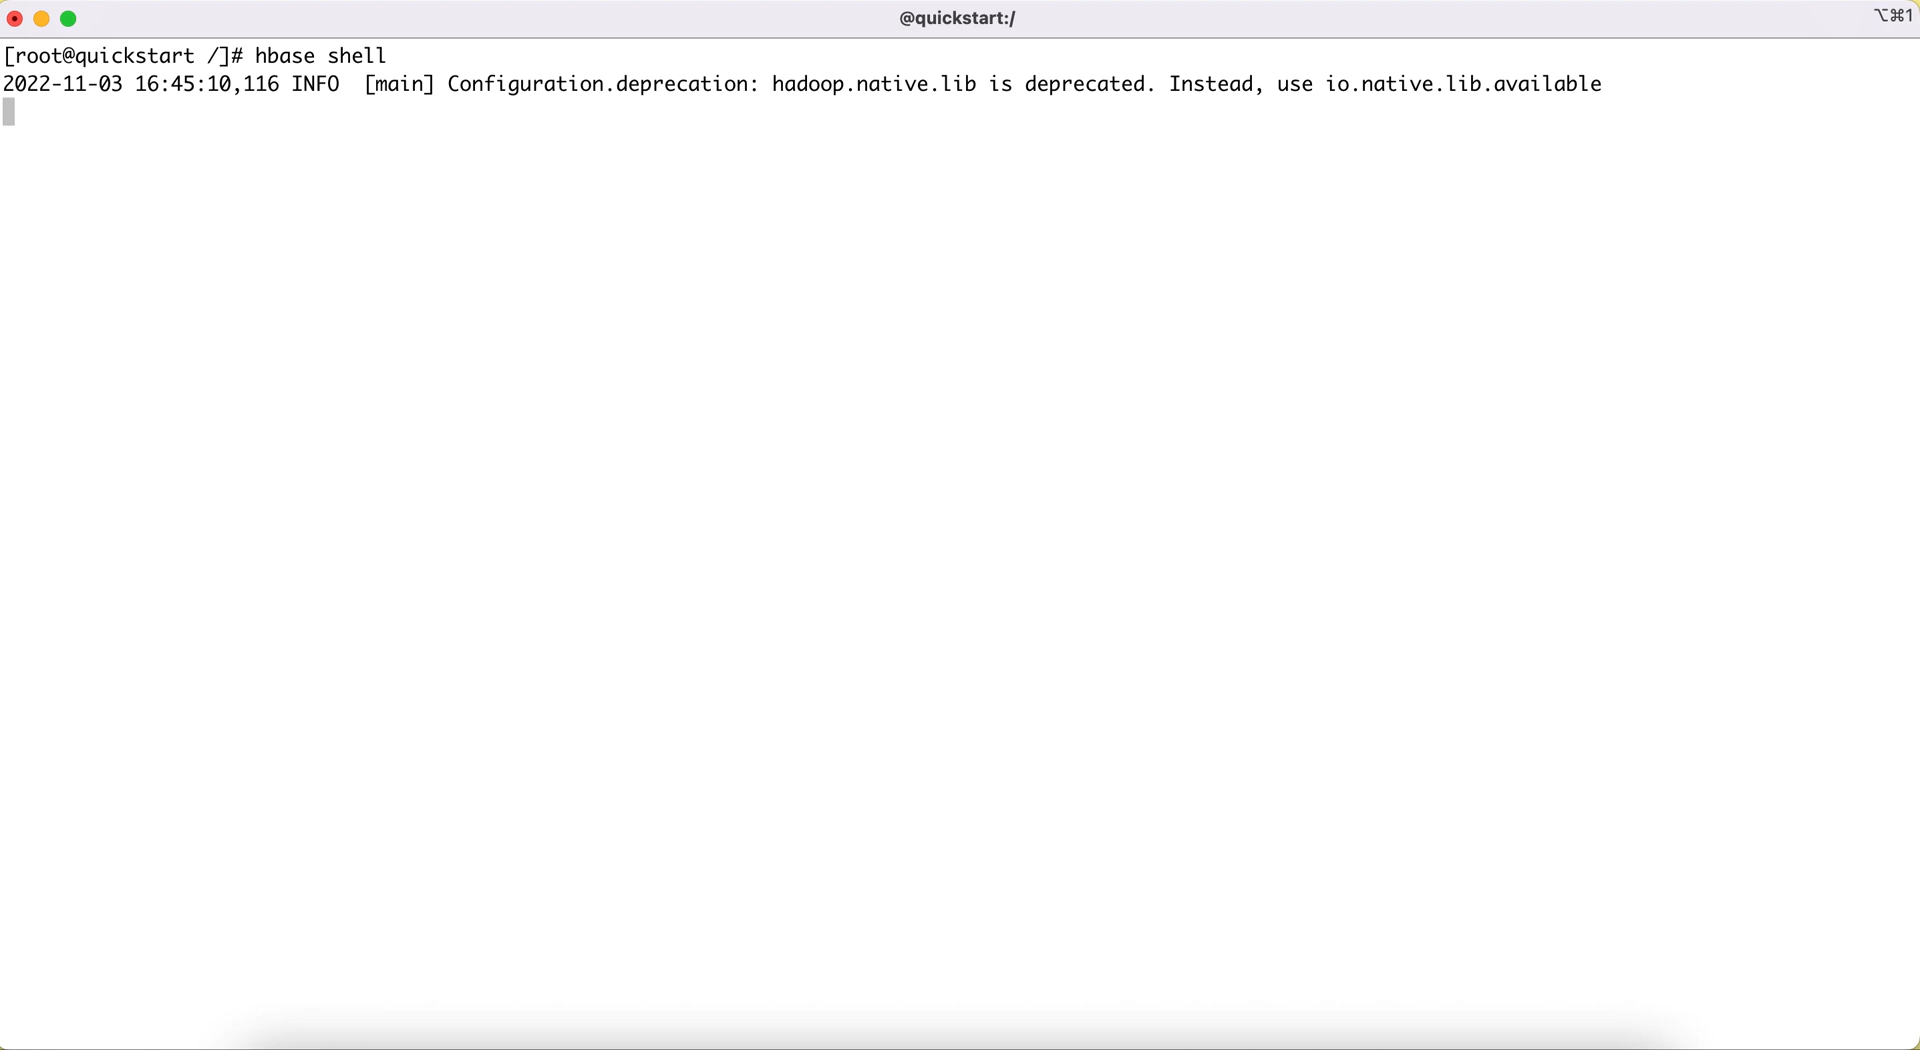 @quickstart:/
⌥⌘1
[root@quickstart /]# hbase shell
2022-11-03 16:45:10,116 INFO  [main] Configuration.deprecation: hadoop.native.lib is deprecated. Instead, use io.native.lib.available